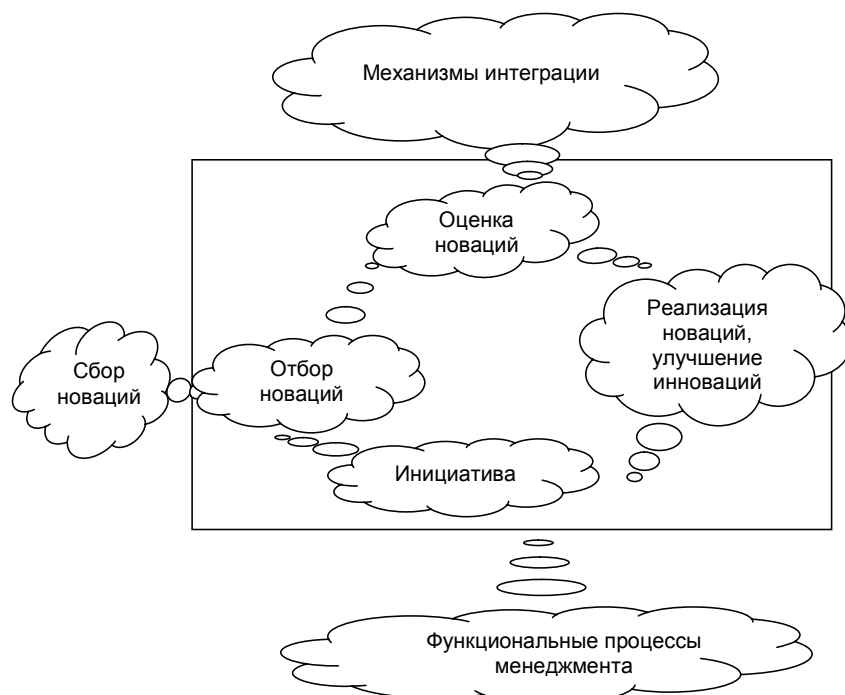 Механизмы интеграции
Оценка
новаций
Реализация
новаций,
улучшение
инноваций
Сбор
новаций
Отбор
новаций
Инициатива
Функциональные процессы
менеджмента